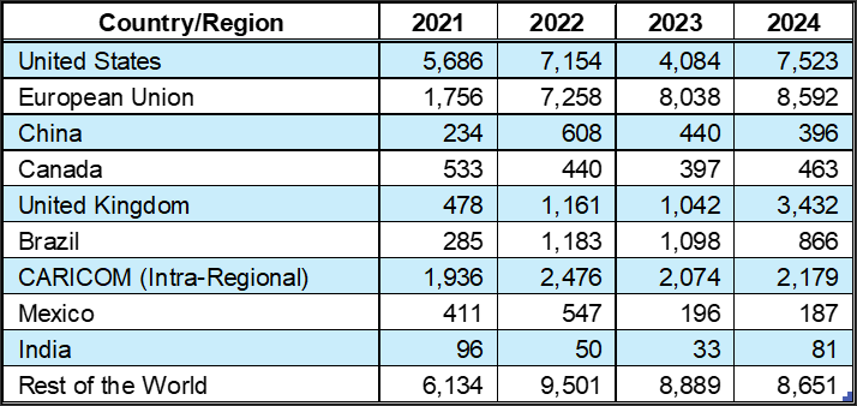 Country/Region 2021 2022 2023 2024
United States 5,686 7,154 4,084 7,523
European Union 1,756 7,258 8,038 8,592
China 234 608 440 396
Canada 533 440 397 463
United Kingdom 478 1,161 1,042 3,432
Brazil 285 1,183 1,098 866
CARICOM (Intra-Regional) 1,936 2,476 2,074 2,179
Mexico 411 547 196 187
India 96 50 33 81
Rest of the World 6,134 9,501 8,889 8,651